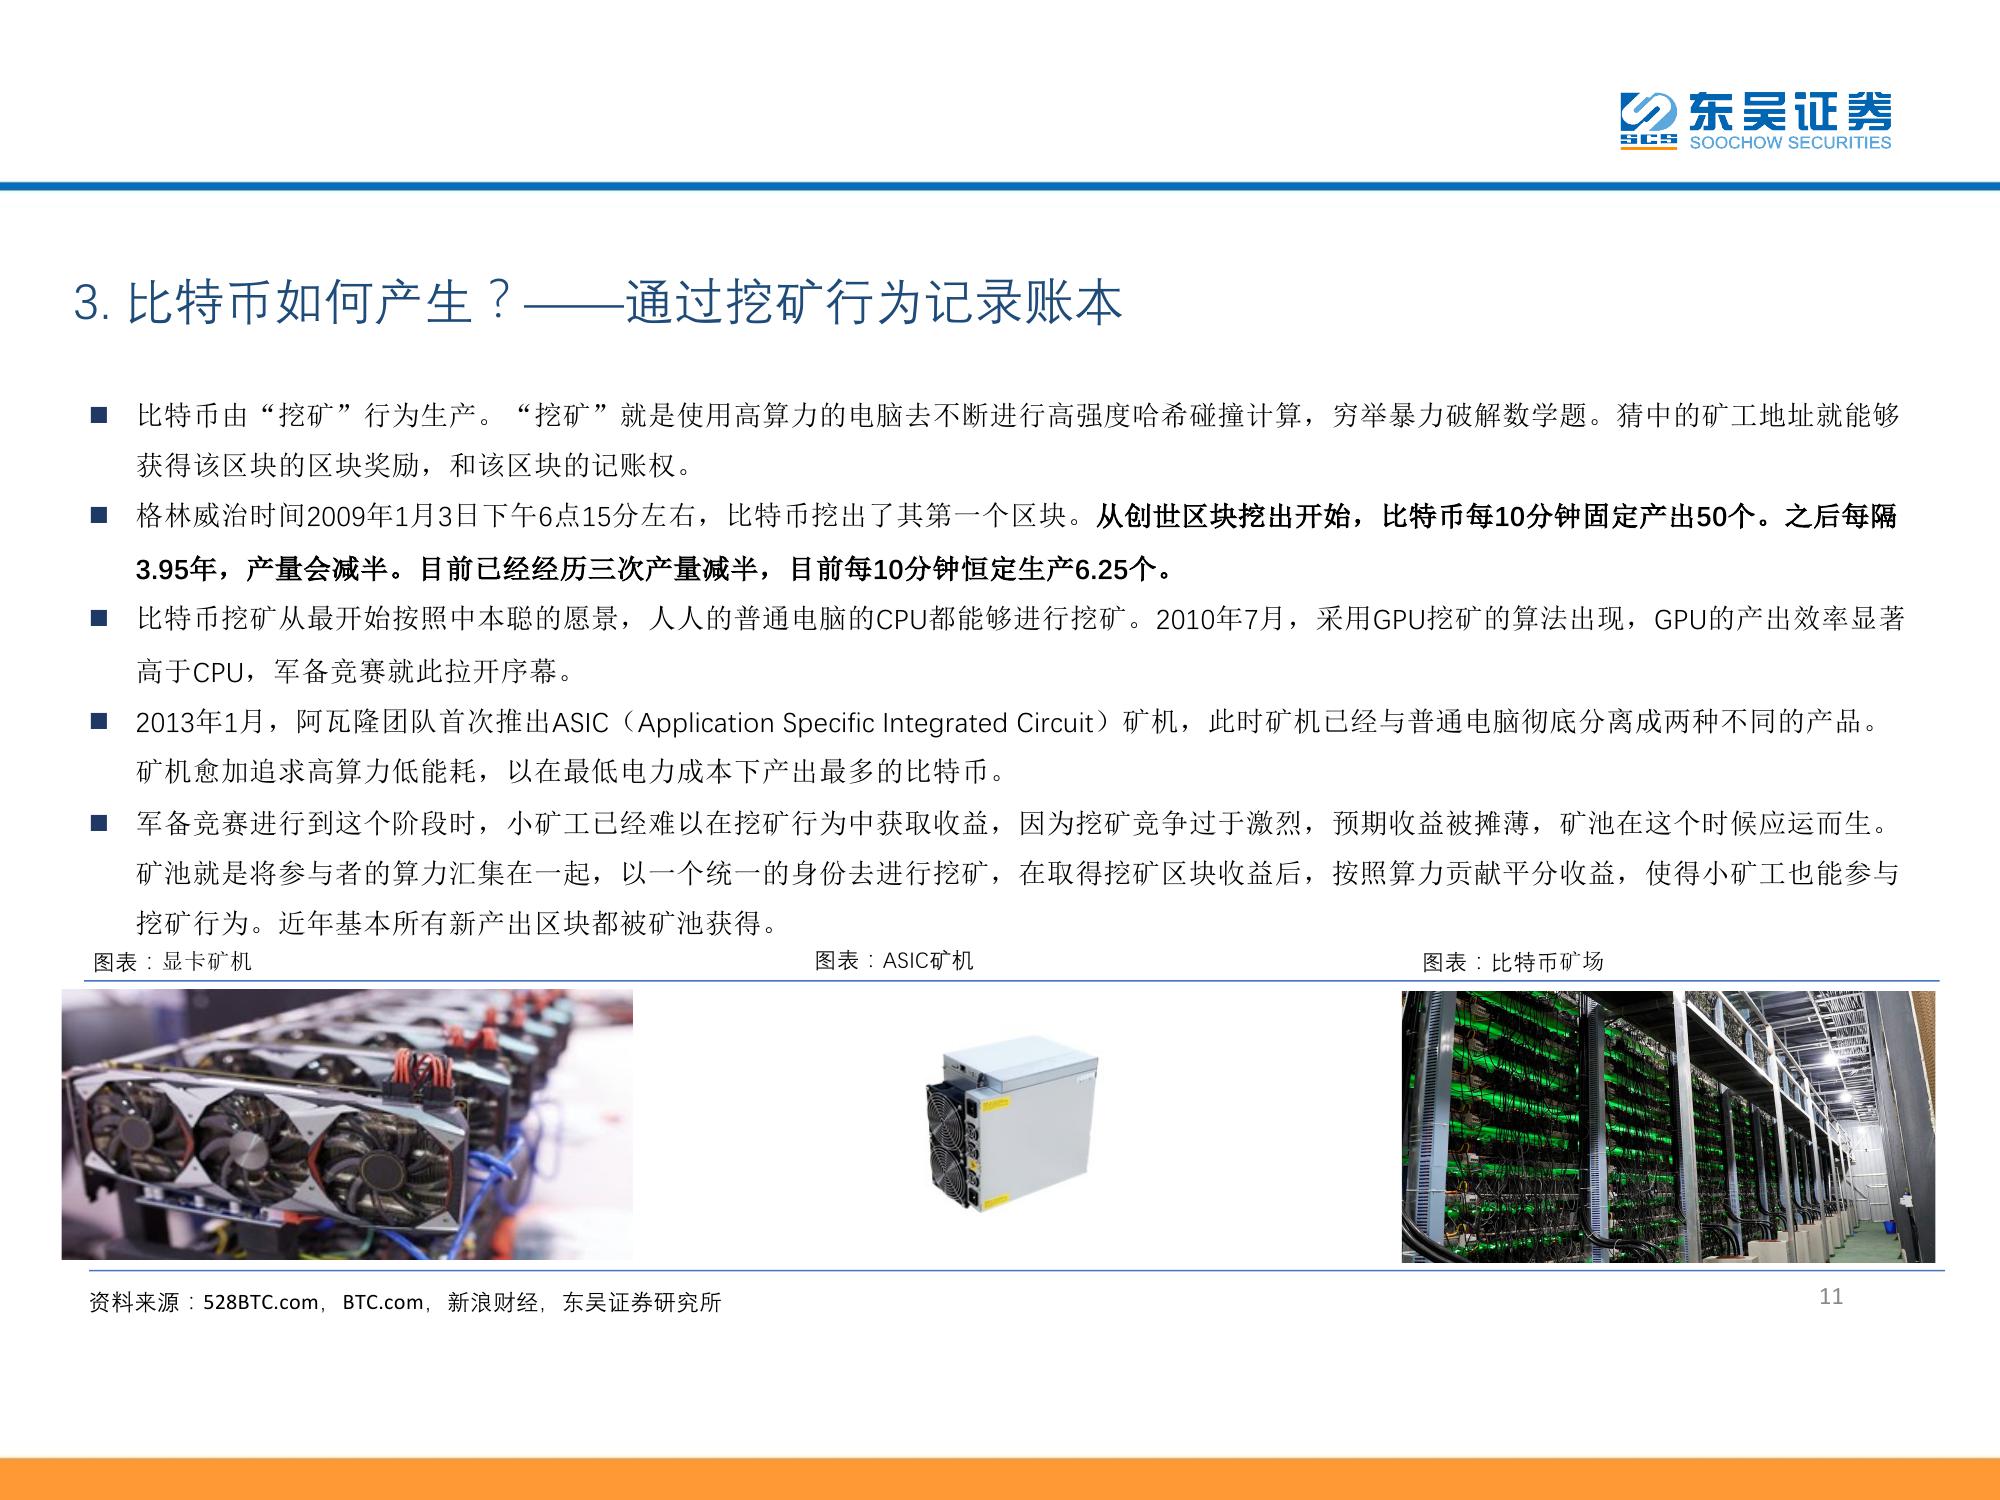 东吴证券
SCS
SOOCHOW SECURITIES
3. 比特币如何产生？——通过挖矿行为记录账本
■ 比特币由“挖矿”行为生产。“挖矿”就是使用高算力的电脑去不断进行高强度哈希碰撞计算，穷举暴力破解数学题。猜中的矿工地址就能够
获得该区块的区块奖励，和该区块的记账权。
■ 格林威治时间2009年1月3日下午6点15分左右，比特币挖出了其第一个区块。从创世区块挖出开始，比特币每10分钟固定产出50个。之后每隔
3.95年，产量会减半。目前已经经历三次产量减半，目前每10分钟恒定生产6.25个。
■ 比特币挖矿从最开始按照中本聪的愿景，人人的普通电脑的CPU都能够进行挖矿。2010年7月，采用GPU挖矿的算法出现，GPU的产出效率显著
高于CPU，军备竞赛就此拉开序幕。
■ 2013年1月，阿瓦隆团队首次推出ASIC（Application Specific Integrated Circuit）矿机，此时矿机已经与普通电脑彻底分离成两种不同的产品。
矿机愈加追求高算力低能耗，以在最低电力成本下产出最多的比特币。
■ 军备竞赛进行到这个阶段时，小矿工已经难以在挖矿行为中获取收益，因为挖矿竞争过于激烈，预期收益被摊薄，矿池在这个时候应运而生。
矿池就是将参与者的算力汇集在一起，以一个统一的身份去进行挖矿，在取得挖矿区块收益后，按照算力贡献平分收益，使得小矿工也能参与
挖矿行为。近年基本所有新产出区块都被矿池获得。
图表：显卡矿机
图表：ASIC矿机
图表：比特币矿场
资料来源：528BTC.com，BTC.com，新浪财经，东吴证券研究所
11